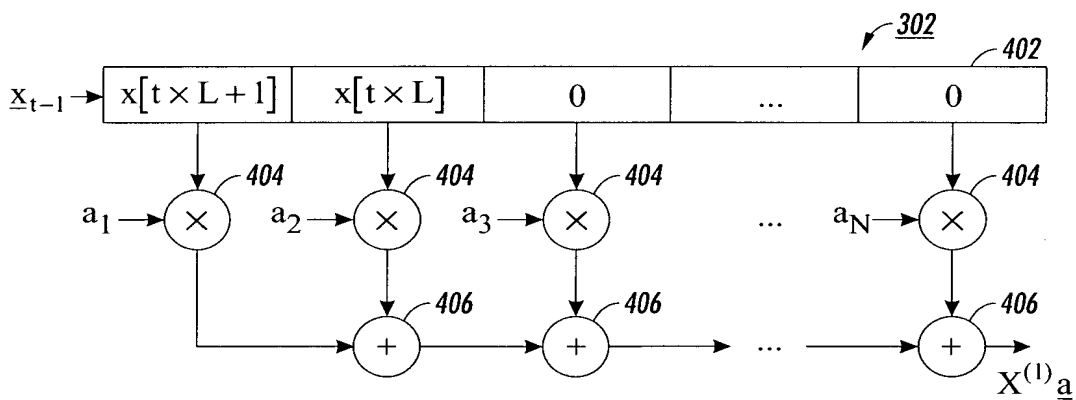 302
402
x_{t-1} x[t × L + 1] x[t × L] 0 ... 0
404 404 404 404
a_1 × a_2 × a_3 × ... a_N ×
406 406 406
+ + ... +
X^{(1)} a